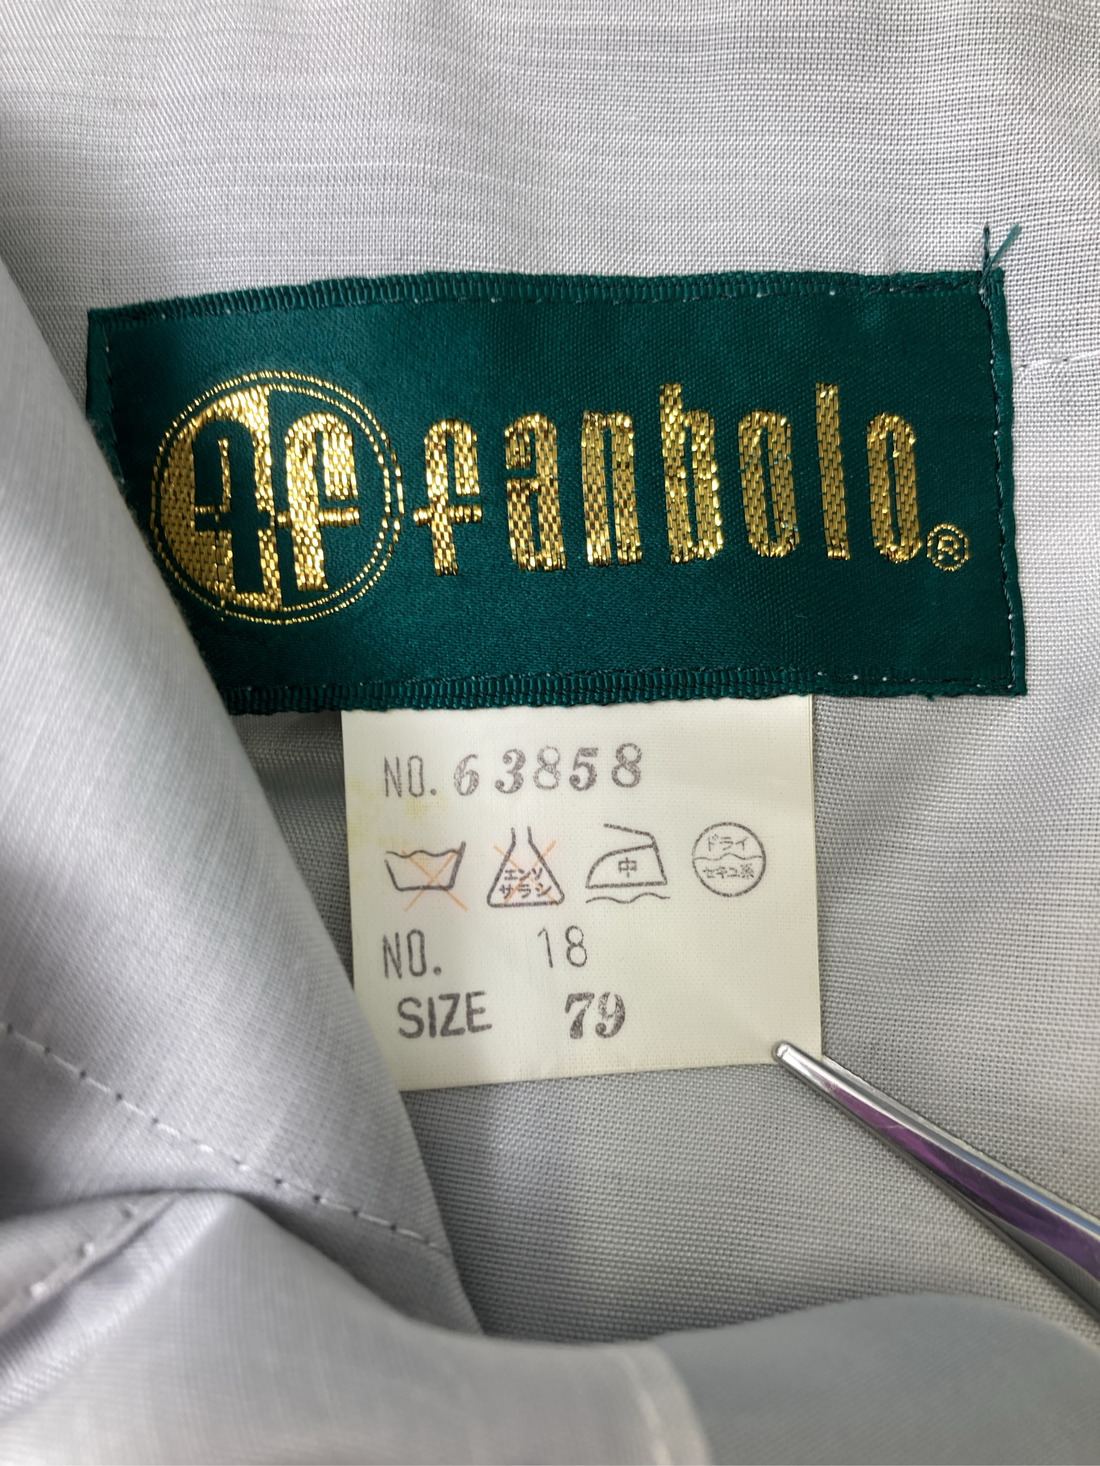 fanbolo®
NO. 63858
エンソ
サラシ
中
ドライ
セキユ系
NO. 18
SIZE 79